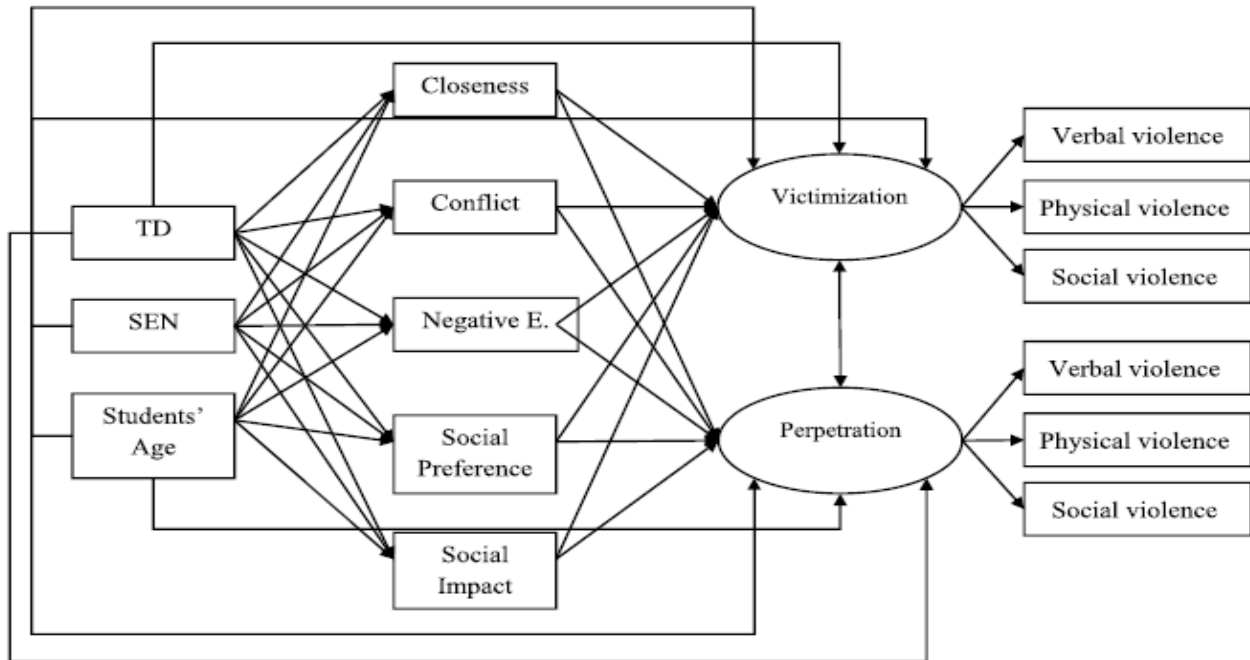 TD
SEN
Students’
Age
Closeness
Conflict
Negative E.
Social
Preference
Social
Impact
Victimization
Perpetration
Verbal violence
Physical violence
Social violence
Verbal violence
Physical violence
Social violence